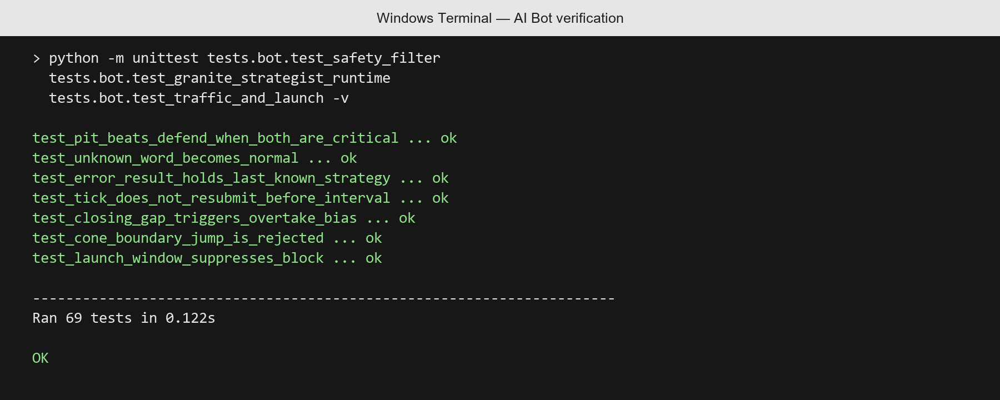 Windows Terminal — AI Bot verification
> python -m unittest tests.bot.test_safety_filter
tests.bot.test_granite_strategist_runtime
tests.bot.test_traffic_and_launch -v
test_pit_beats_defend_when_both_are_critical ... ok
test_unknown_word_becomes_normal ... ok
test_error_result_holds_last_known_strategy ... ok
test_tick_does_not_resubmit_before_interval ... ok
test_closing_gap_triggers_overtake_bias ... ok
test_cone_boundary_jump_is_rejected ... ok
test_launch_window_suppresses_block ... ok
----------------------------------------------------------------------
Ran 69 tests in 0.122s
OK